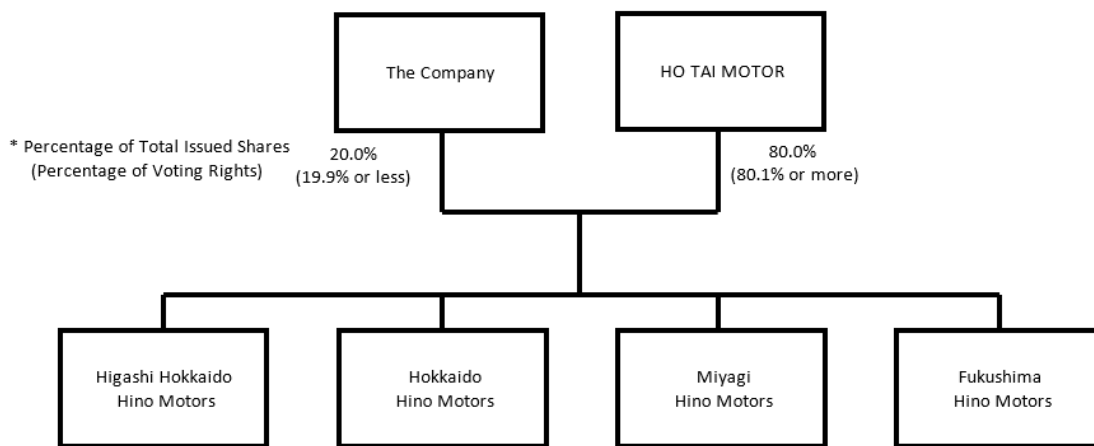 The Company
HO TAI MOTOR
* Percentage of Total Issued Shares
(Percentage of Voting Rights)
20.0%
(19.9% or less)
80.0%
(80.1% or more)
Higashi Hokkaido
Hino Motors
Hokkaido
Hino Motors
Miyagi
Hino Motors
Fukushima
Hino Motors